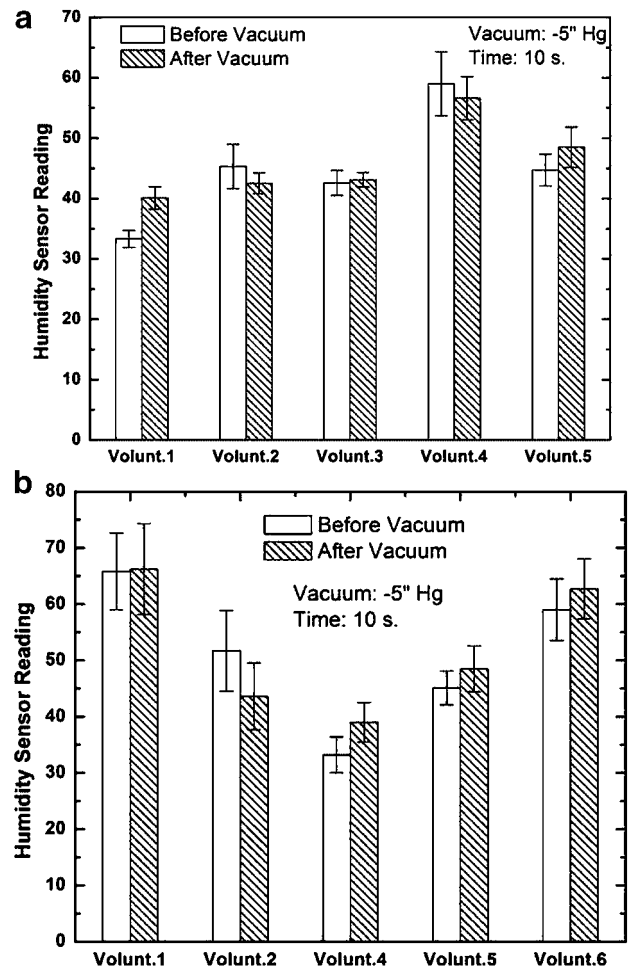 a
70
60
50
40
30
20
10
0
Humidity Sensor Reading
Before Vacuum
After Vacuum
Vacuum: -5" Hg
Time: 10 s.
Volunt.1 Volunt.2 Volunt.3 Volunt.4 Volunt.5
b
80
70
60
50
40
30
20
10
0
Humidity Sensor Reading
Before Vacuum
After Vacuum
Vacuum: -5" Hg
Time: 10 s.
Volunt.1 Volunt.2 Volunt.4 Volunt.5 Volunt.6